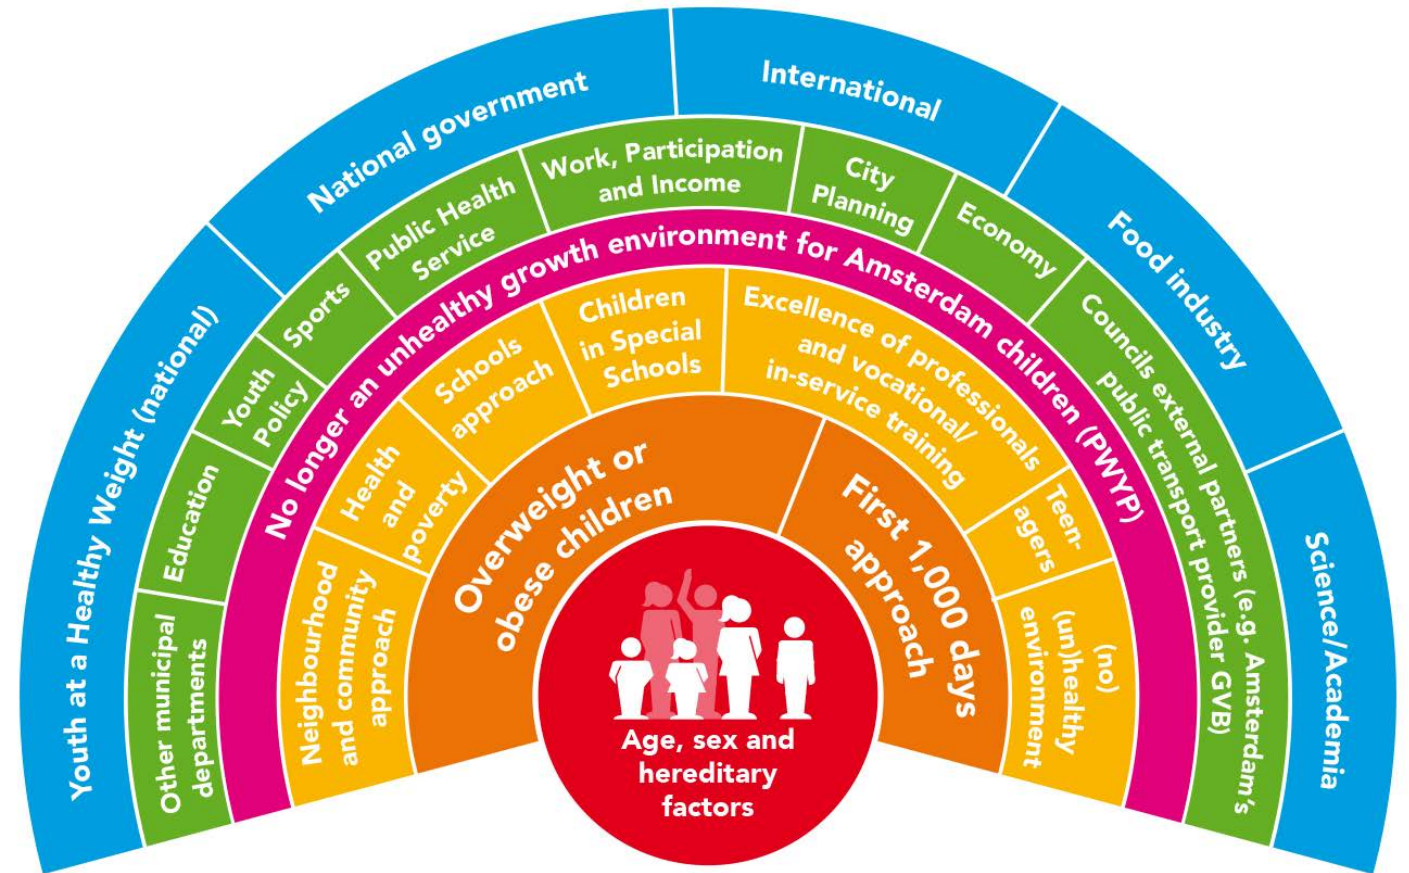 Youth at a Healthy Weight (national)
National government
International
Food industry
Science/Academia
Other municipal
departments
Education
Youth
Policy
Sports
Public Health
Service
Work, Participation
and Income
City
Planning
Economy
Councils external partners (e.g. Amsterdam's
public transport provider GVB)
No longer an unhealthy growth environment for Amsterdam children (PWYP)
Neighbourhood
and community
approach
Health
and
poverty
Schools
approach
Children
in Special
Schools
Excellence of professionals
and vocational/
in-service training
Teen-
agers
(no)
(un)healthy
environment
Overweight or
obese children
First 1,000 days
approach
Age, sex and
hereditary
factors